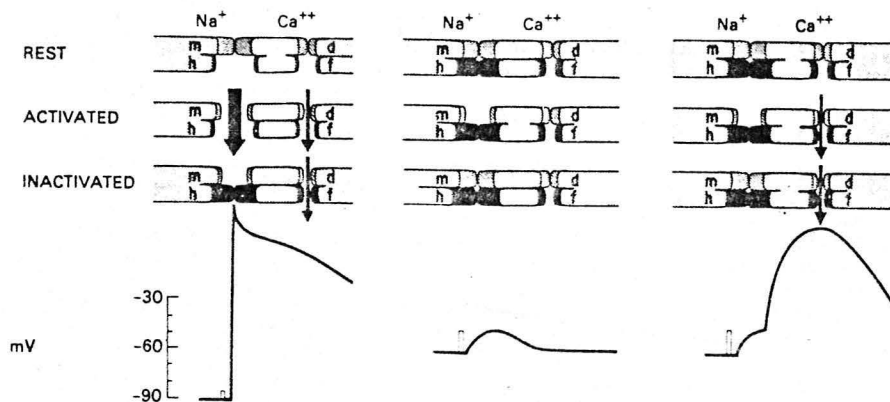 Na+ Ca++ Na+ Ca++ Na+ Ca++
REST m d m d m d
h f h f h f
ACTIVATED m d m d m d
h f h f h f
INACTIVATED m d m d m d
h f h f h f
-30
mV -60
-90